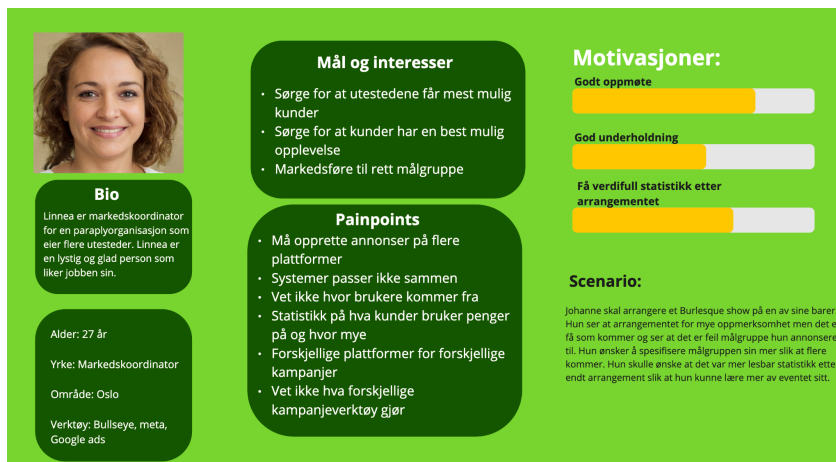 Bio
Linnea er markedskoordinator
for en paraplyorganisasjon som
eier flere utesteder. Linnea er
en lystig og glad person som
liker jobben sin.
Alder: 27 år
Yrke: Markedskoordinator
Område: Oslo
Verktøy: Bullseye, meta,
Google ads
Mål og interesser
• Sørge for at utestedene får mest mulig
kunder
• Sørge for at kunder har en best mulig
opplevelse
• Markedsføre til rett målgruppe
Painpoints
• Må opprette annonser på flere
plattformer
• Systemer passer ikke sammen
• Vet ikke hvor brukere kommer fra
• Statistikk på hva kunder bruker penger
på og hvor mye
• Forskjellige plattformer for forskjellige
kampanjer
• Vet ikke hva forskjellige
kampanjeverktøy gjør
Motivasjoner:
Godt oppmøte
God underholdning
Få verdifull statistikk etter
arrangementet
Scenario:
Johanne skal arrangere et Burlesque show på en av sine barer.
Hun ser at arrangementet for mye oppmerksomhet men det e
få som kommer og ser at det er feil målgruppe hun annonsere
til. Hun ønsker å spesifisere målgruppen sin mer slik at flere
kommer. Hun skulle ønske at det var mer lesbar statistikk ette
endt arrangement slik at hun kunne lære mer av eventet sitt.